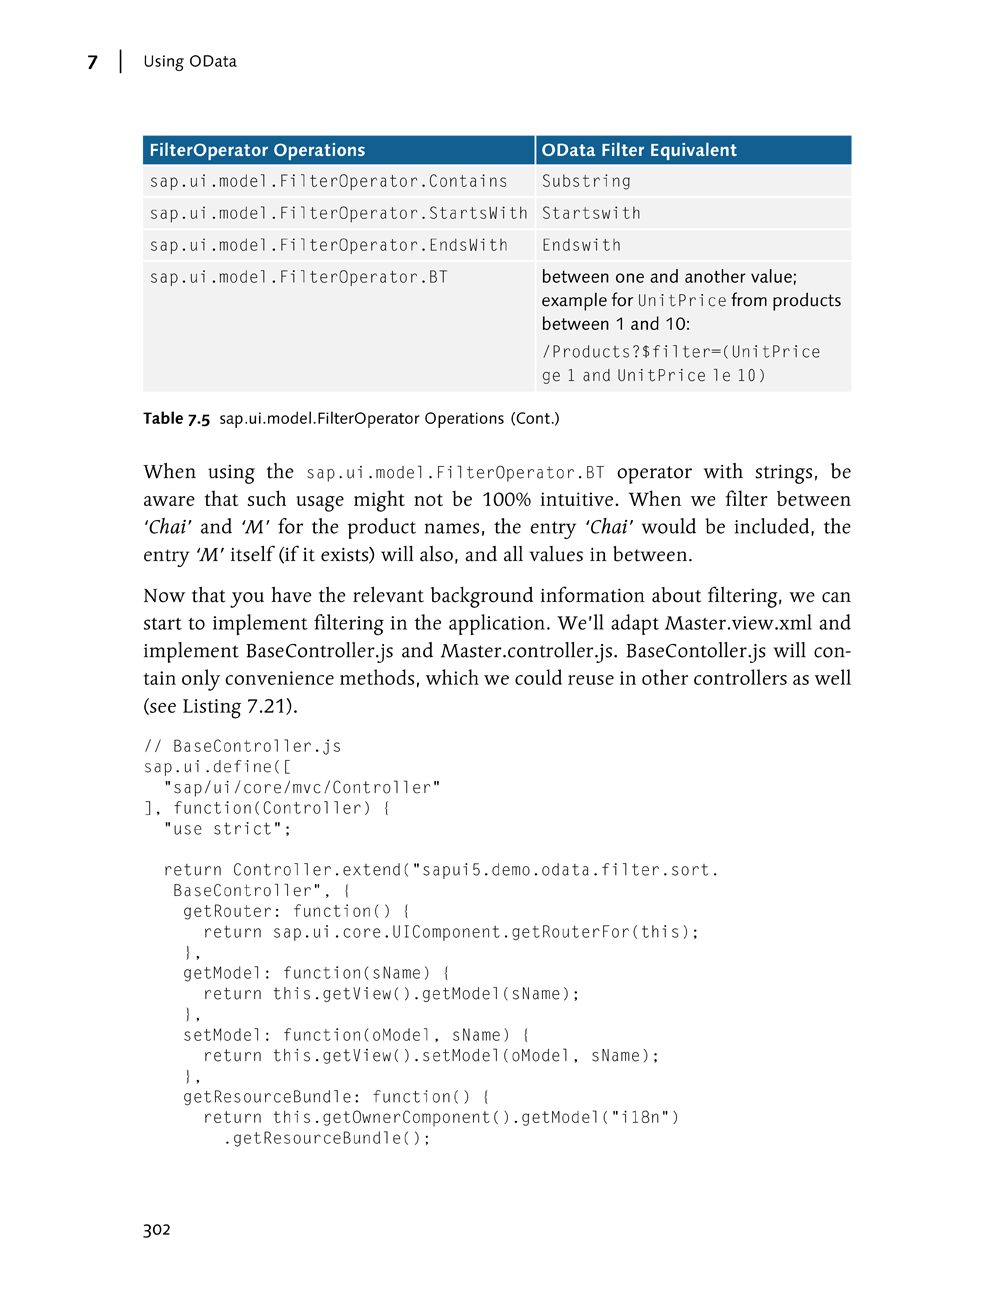 7 | Using OData
FilterOperator Operations OData Filter Equivalent
sap.ui.model.FilterOperator.Contains Substring
sap.ui.model.FilterOperator.StartsWith Startswith
sap.ui.model.FilterOperator.EndsWith Endswith
sap.ui.model.FilterOperator.BT between one and another value;
example for UnitPrice from products
between 1 and 10:
/Products?$filter=(UnitPrice
ge 1 and UnitPrice le 10)
Table 7.5 sap.ui.model.FilterOperator Operations (Cont.)
When using the sap.ui.model.FilterOperator.BT operator with strings, be
aware that such usage might not be 100% intuitive. When we filter between
‘Chai’ and ‘M’ for the product names, the entry ‘Chai’ would be included, the
entry ‘M’ itself (if it exists) will also, and all values in between.
Now that you have the relevant background information about filtering, we can
start to implement filtering in the application. We’ll adapt Master.view.xml and
implement BaseController.js and Master.controller.js. BaseContoller.js will con-
tain only convenience methods, which we could reuse in other controllers as well
(see Listing 7.21).
// BaseController.js
sap.ui.define([
"sap/ui/core/mvc/Controller"
], function(Controller) {
"use strict";
return Controller.extend("sapui5.demo.odata.filter.sort.
BaseController", {
getRouter: function() {
return sap.ui.core.UIComponent.getRouterFor(this);
},
getModel: function(sName) {
return this.getView().getModel(sName);
},
setModel: function(oModel, sName) {
return this.getView().setModel(oModel, sName);
},
getResourceBundle: function() {
return this.getOwnerComponent().getModel("i18n")
.getResourceBundle();
302